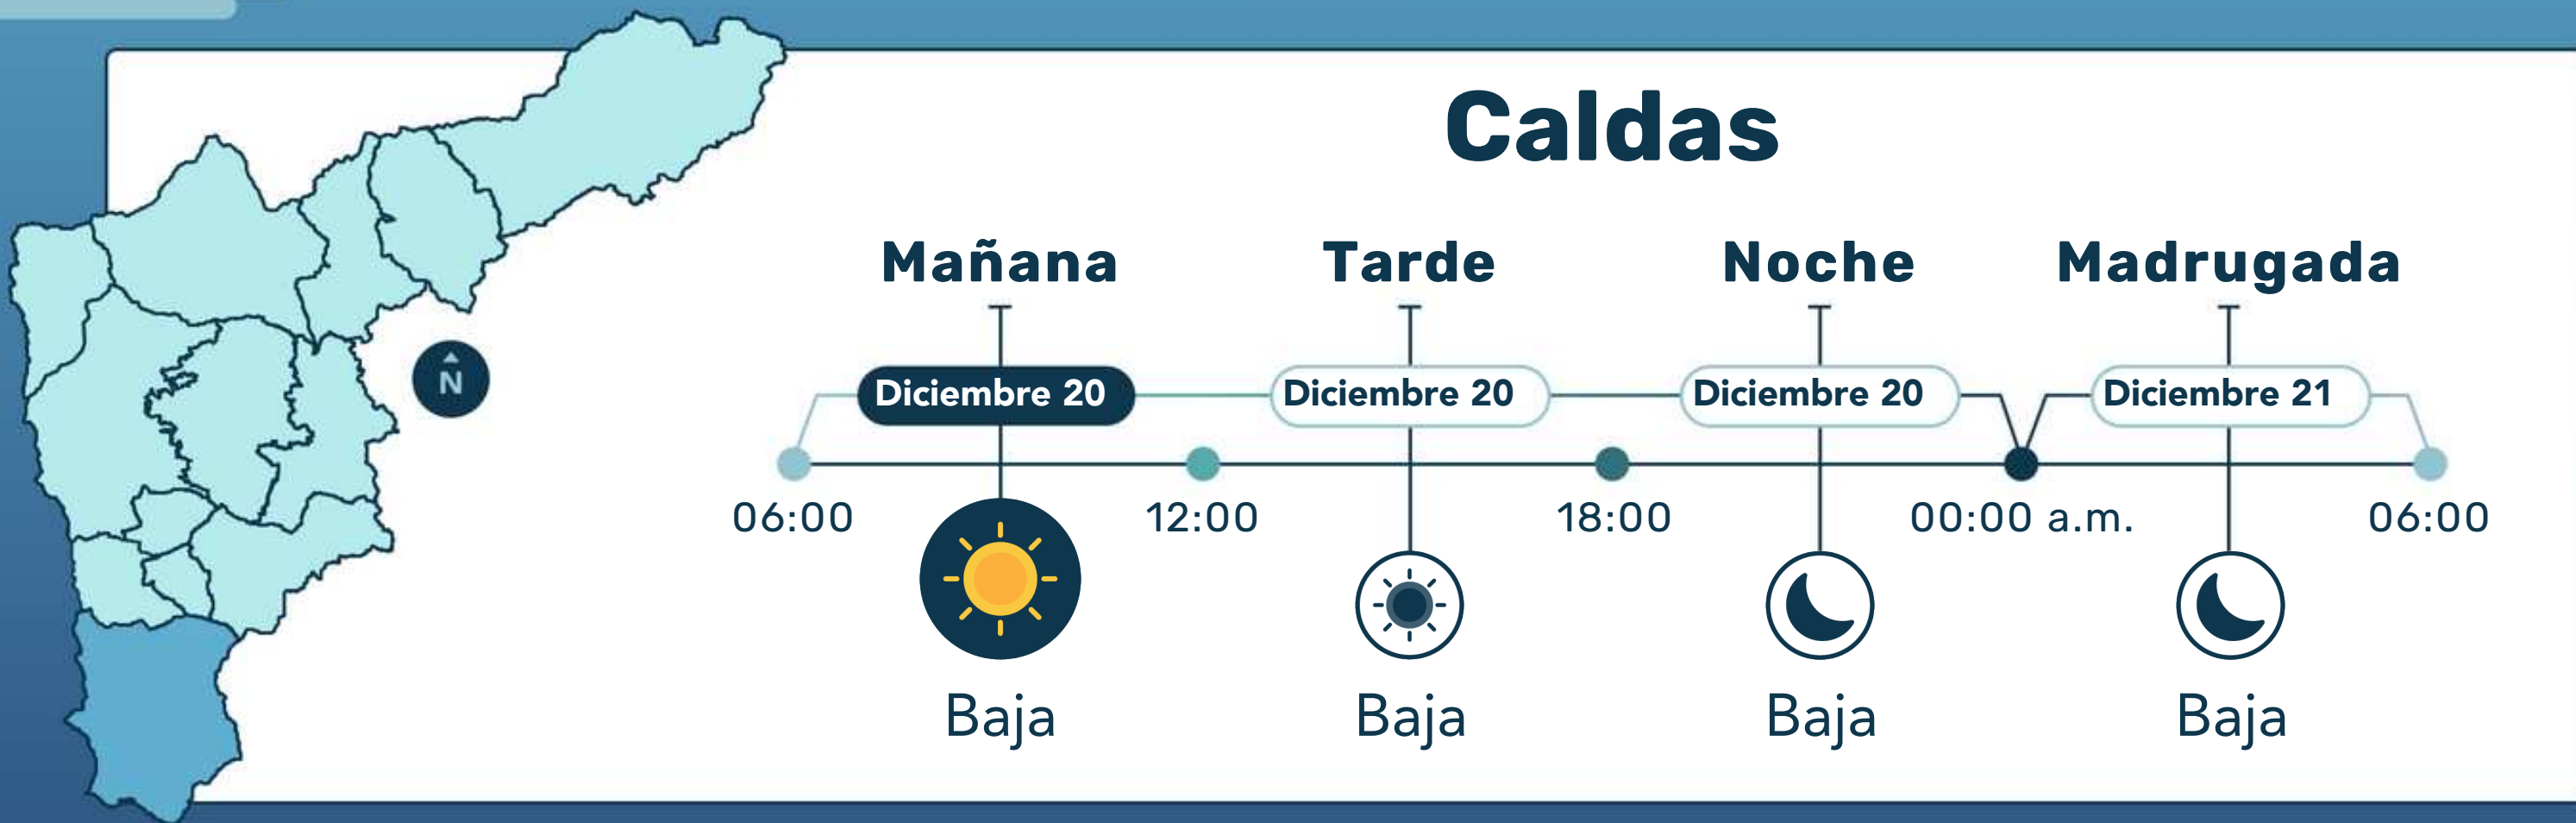 Caldas
Mañana Tarde Noche Madrugada
Diciembre 20 Diciembre 20 Diciembre 20 Diciembre 21
N
06:00 12:00 18:00 00:00 a.m. 06:00
Baja Baja Baja Baja